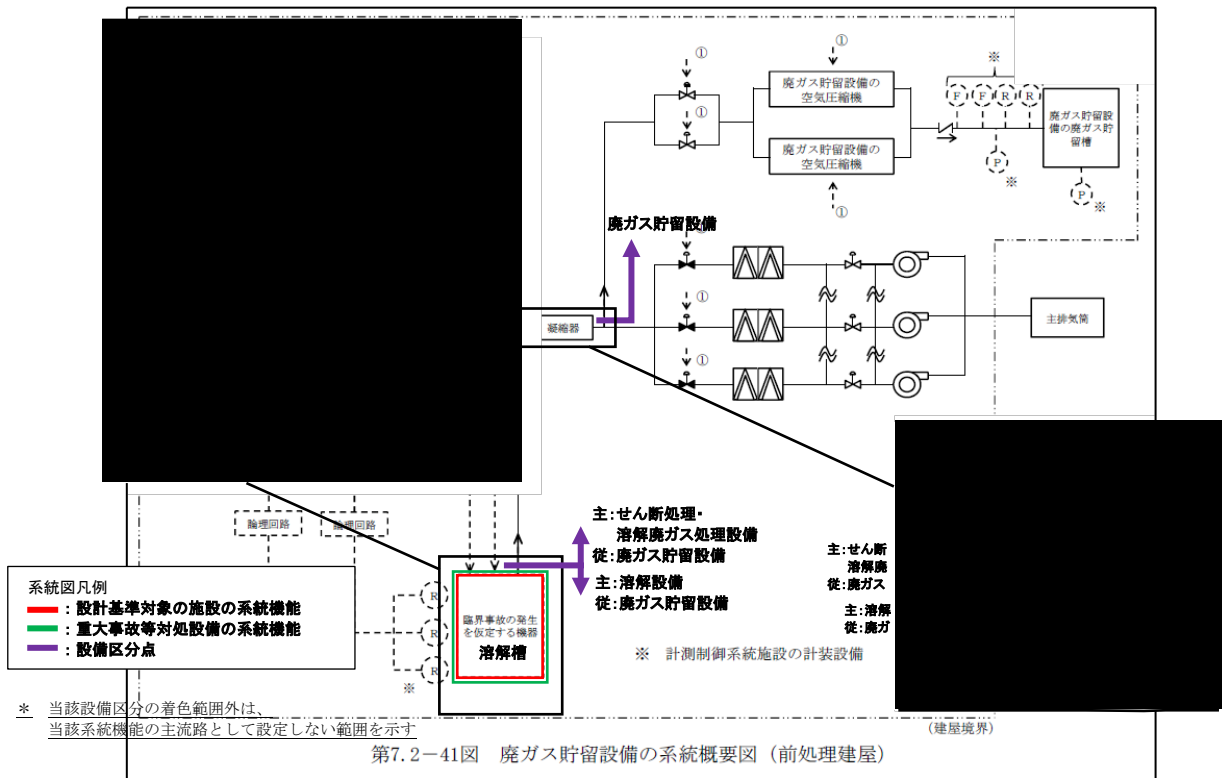 ①
①
※
廃ガス貯留設備の
空気圧縮機
F
F
R
R
①
廃ガス貯留設
備の廃ガス貯
留槽
廃ガス貯留設備の
空気圧縮機
P
※
P
※
①
廃ガス貯留設備
①
凝縮器
①
主排気筒
①
論理回路
論理回路
主:せん断処理・
溶解廃ガス処理設備
従:廃ガス貯留設備
主:溶解設備
従:廃ガス貯留設備
主:せん断
溶解廃
従:廃ガス
主:溶解
従:廃ガ
系統図凡例
:設計基準対象の施設の系統機能
:重大事故等対処設備の系統機能
:設備区分点
R
R
R
※
臨界事故の発生
を仮定する機器
溶解槽
※ 計測制御系統施設の計装設備
* 当該設備区分の着色範囲外は、
当該系統機能の主流路として設定しない範囲を示す
(建屋境界)
第7.2-41図 廃ガス貯留設備の系統概要図(前処理建屋)